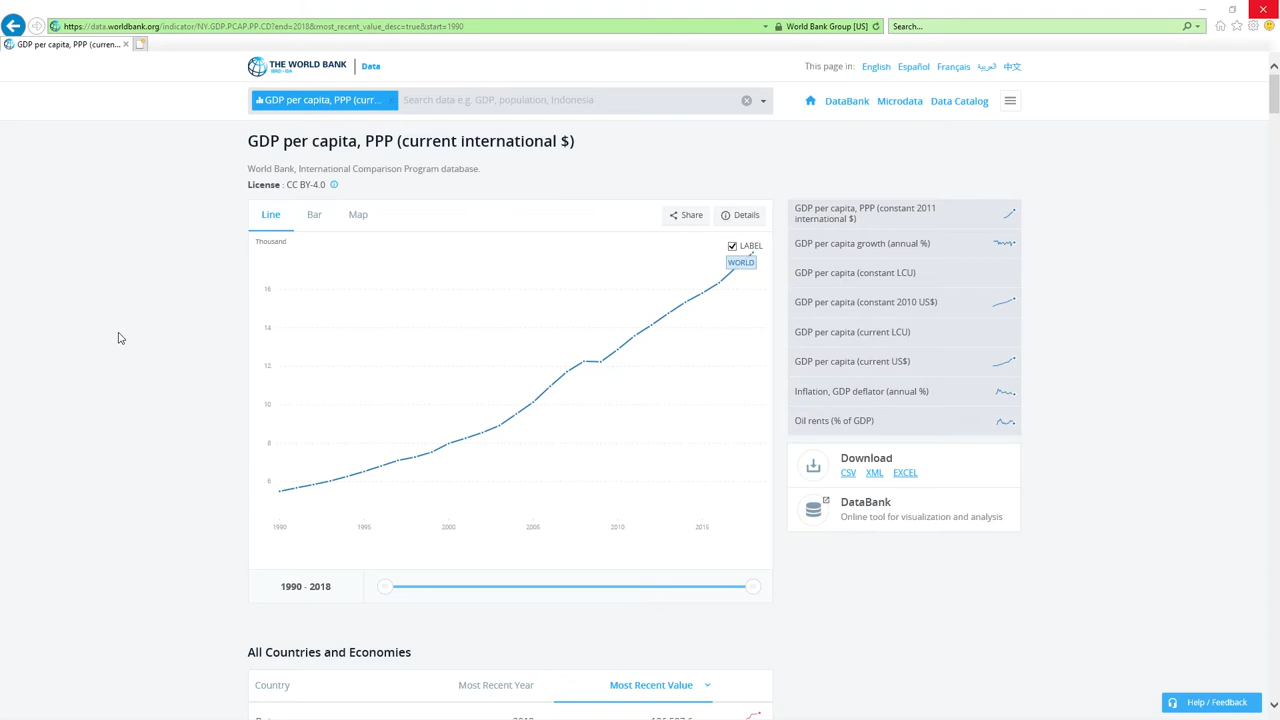 https://data.worldbank.org/indicator/NY.GDP.PCAP.PP.CD?end=2018&most_recent_value_desc=true&start=1990
World Bank Group [US]
Search...
GDP per capita, PPP (curren...
THE WORLD BANK
IBRD • IDA
Data
This page in: English Español Français العربية 中文
GDP per capita, PPP (curr...
Search data e.g. GDP, population, Indonesia
DataBank Microdata Data Catalog
GDP per capita, PPP (current international $)
World Bank, International Comparison Program database.
License : CC BY-4.0
Line Bar Map
Share Details
Thousand
LABEL
WORLD
16
14
12
10
8
6
1990 1995 2000 2005 2010 2015
1990 - 2018
GDP per capita, PPP (constant 2011
international $)
GDP per capita growth (annual %)
GDP per capita (constant LCU)
GDP per capita (constant 2010 US$)
GDP per capita (current LCU)
GDP per capita (current US$)
Inflation, GDP deflator (annual %)
Oil rents (% of GDP)
Download
CSV XML EXCEL
DataBank
Online tool for visualization and analysis
All Countries and Economies
Country Most Recent Year Most Recent Value
Help / Feedback